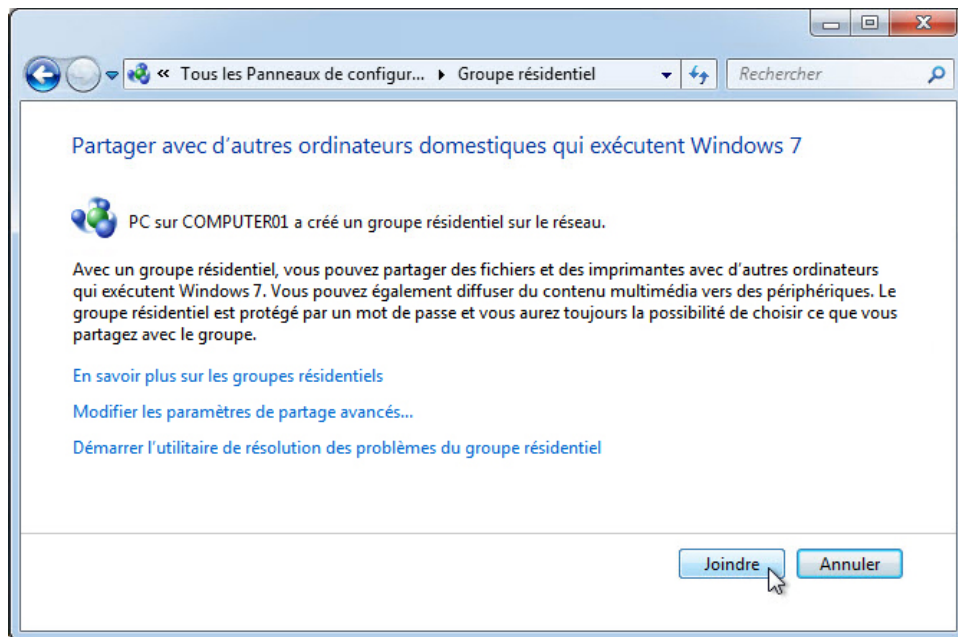 « Tous les Panneaux de configur... Groupe résidentiel Rechercher
Partager avec d'autres ordinateurs domestiques qui exécutent Windows 7
PC sur COMPUTER01 a créé un groupe résidentiel sur le réseau.
Avec un groupe résidentiel, vous pouvez partager des fichiers et des imprimantes avec d'autres ordinateurs
qui exécutent Windows 7. Vous pouvez également diffuser du contenu multimédia vers des périphériques. Le
groupe résidentiel est protégé par un mot de passe et vous aurez toujours la possibilité de choisir ce que vous
partagez avec le groupe.
En savoir plus sur les groupes résidentiels
Modifier les paramètres de partage avancés...
Démarrer l'utilitaire de résolution des problèmes du groupe résidentiel
Joindre Annuler